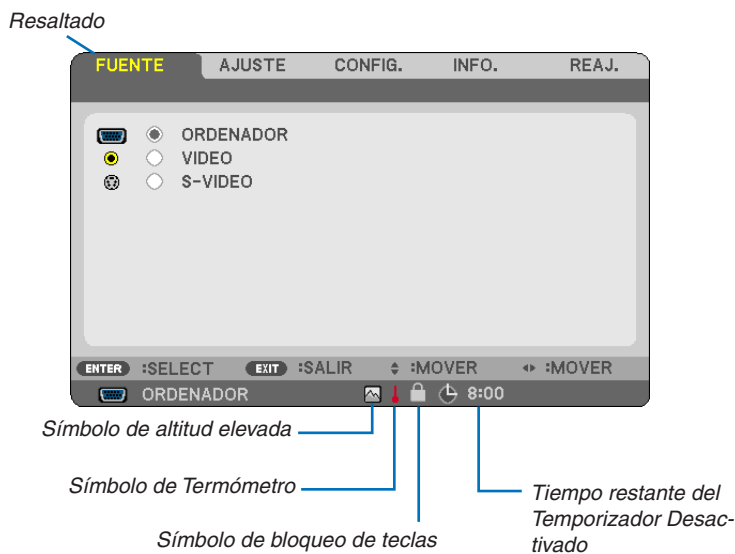 Resaltado
FUENTE AJUSTE CONFIG. INFO. REAJ.
ORDENADOR
VIDEO
S-VIDEO
ENTER :SELECT EXIT :SALIR :MOVER :MOVER
ORDENADOR 8:00
Símbolo de altitud elevada
Símbolo de Termómetro
Símbolo de bloqueo de teclas
Tiempo restante del
Temporizador Desac-
tivado